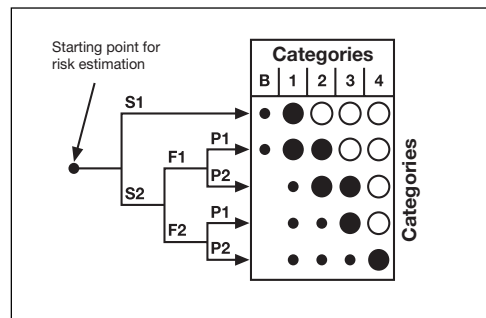 Starting point for
risk estimation
Categories
B 1 2 3 4
S1
P1
F1
P2
S2
P1
F2
P2
Categories